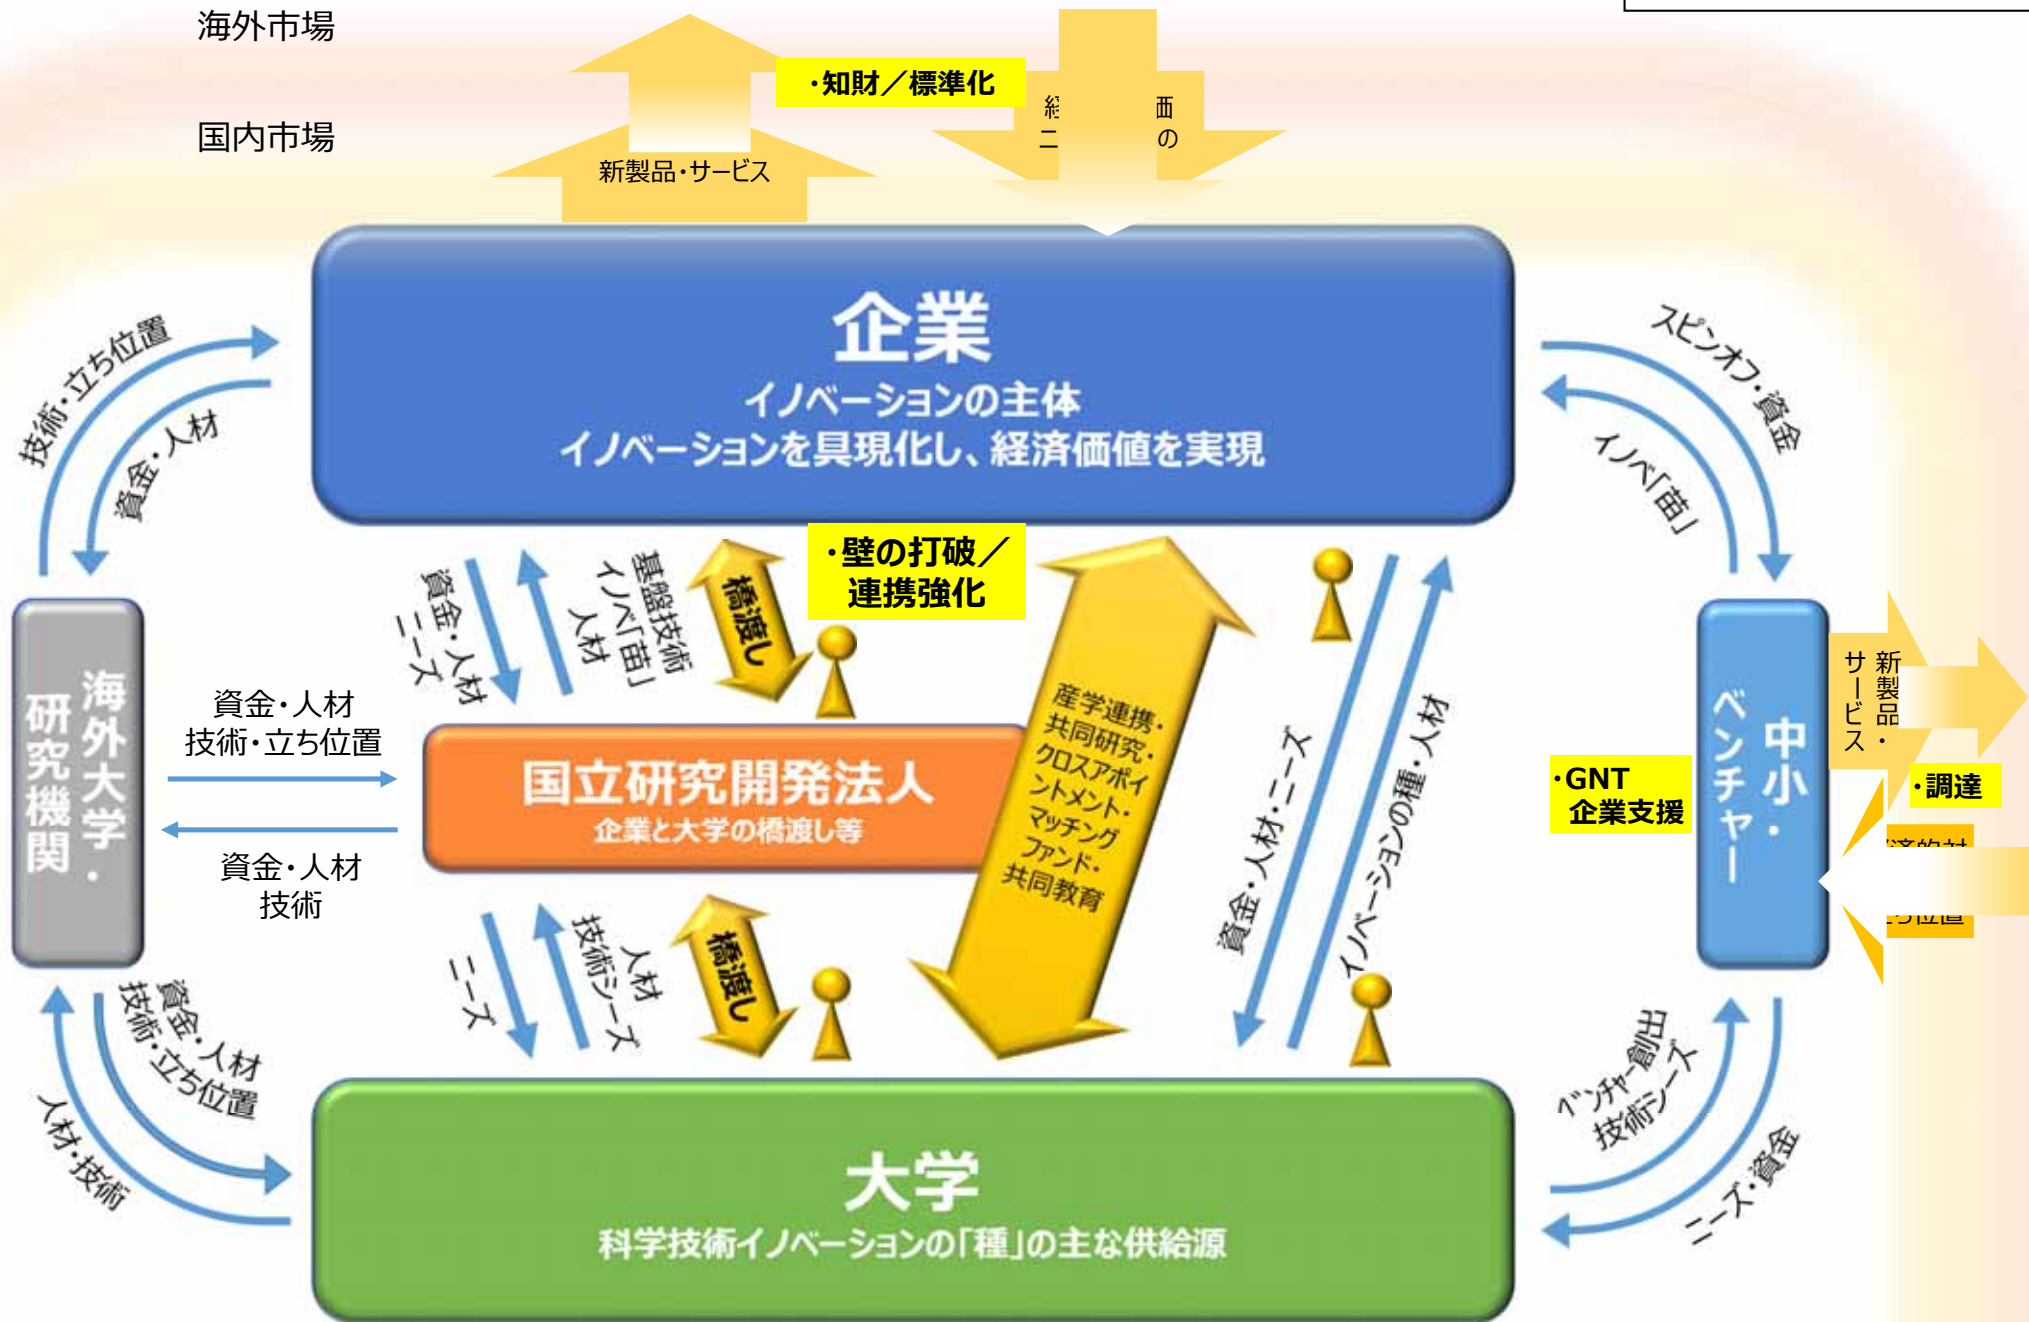 海外市場
国内市場
・知財／標準化
新製品・サービス
企業
イノベーションの主体
イノベーションを具現化し、経済価値を実現
技術・立ち位置
資金・人材
スピンオフ・資金
イノベ「苗」
・壁の打破／
連携強化
資金・人材
ニーズ
基盤技術
イノベ「苗」
人材
橋渡し
海外大学・
研究機関
資金・人材
技術・立ち位置
資金・人材
技術
国立研究開発法人
企業と大学の橋渡し等
産学連携・
共同研究・
クロスアポイ
ントメント・
マッチング
ファンド・
共同教育
資金・人材・ニーズ
イノベーションの種・人材
・GNT
企業支援
中小・
ベンチャー
新製品・
サービス
・調達
ニーズ
人材
技術シーズ
橋渡し
資金・人材
技術・立ち位置
人材・技術
ベンチャー創出
技術シーズ
ニーズ・資金
大学
科学技術イノベーションの「種」の主な供給源